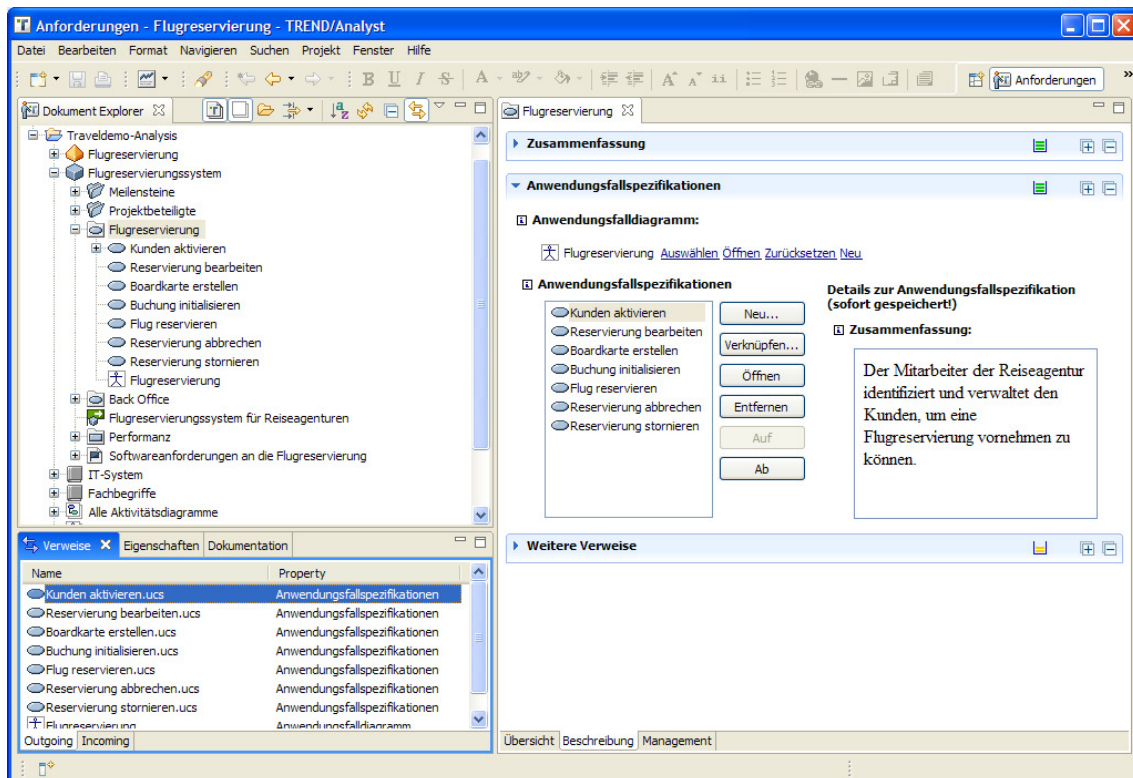 Anforderungen - Flugreservierung - TREND/Analyst
Datei Bearbeiten Format Navigieren Suchen Projekt Fenster Hilfe
B U I S A ab A A ii Anforderungen »
Dokument Explorer
Traveldemo-Analysis
Flugreservierung
Flugreservierungssystem
Meilensteine
Projektbeteiligte
Flugreservierung
Kunden aktivieren
Reservierung bearbeiten
Boardkarte erstellen
Buchung initialisieren
Flug reservieren
Reservierung abbrechen
Reservierung stornieren
Flugreservierung
Back Office
Flugreservierungssystem für Reiseagenturen
Performanz
Softwareanforderungen an die Flugreservierung
IT-System
Fachbegriffe
Alle Aktivitätsdiagramme
Verweise Eigenschaften Dokumentation
Name Property
Kunden aktivieren.ucs Anwendungsfallspezifikationen
Reservierung bearbeiten.ucs Anwendungsfallspezifikationen
Boardkarte erstellen.ucs Anwendungsfallspezifikationen
Buchung initialisieren.ucs Anwendungsfallspezifikationen
Flug reservieren.ucs Anwendungsfallspezifikationen
Reservierung abbrechen.ucs Anwendungsfallspezifikationen
Reservierung stornieren.ucs Anwendungsfallspezifikationen
Flugreservierung Anwendungsfalldiagramm
Outgoing Incoming
Flugreservierung
Zusammenfassung
Anwendungsfallspezifikationen
Anwendungsfalldiagramm:
Flugreservierung Auswählen Öffnen Zurücksetzen Neu
Anwendungsfallspezifikationen
Kunden aktivieren
Reservierung bearbeiten
Boardkarte erstellen
Buchung initialisieren
Flug reservieren
Reservierung abbrechen
Reservierung stornieren
Neu...
Verknüpfen...
Öffnen
Entfernen
Auf
Ab
Details zur Anwendungsfallspezifikation
(sofort gespeichert!)
Zusammenfassung:
Der Mitarbeiter der Reiseagentur
identifiziert und verwaltet den
Kunden, um eine
Flugreservierung vornehmen zu
können.
Weitere Verweise
Übersicht Beschreibung Management